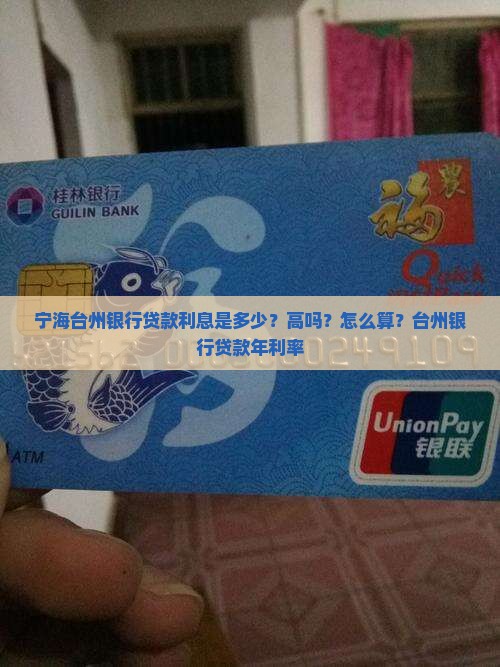 桂林银行
GUILIN BANK
農
福
Quick
宁海台州银行贷款利息是多少？高吗？怎么算？台州银
行贷款年利率
ATM
UnionPay
银联